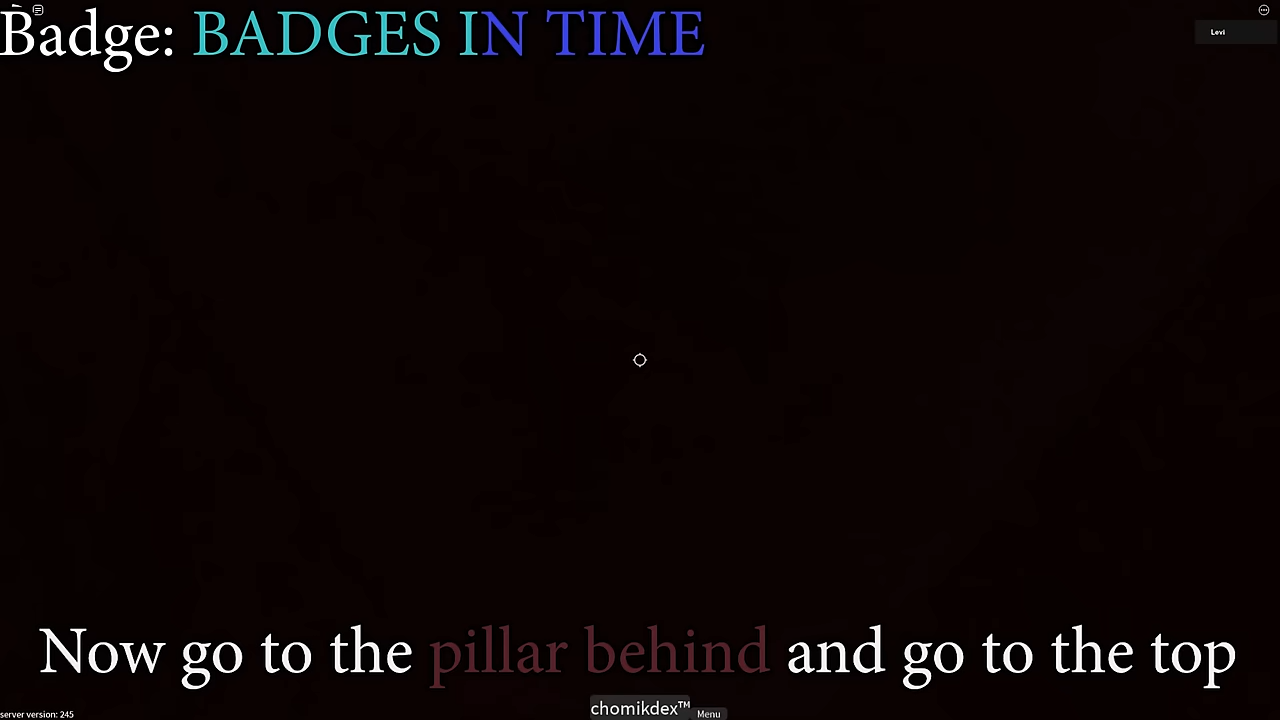 Badge: BADGES IN TIME
Levi
Now go to the pillar behind and go to the top
chomikdex™
Menu
server version: 245